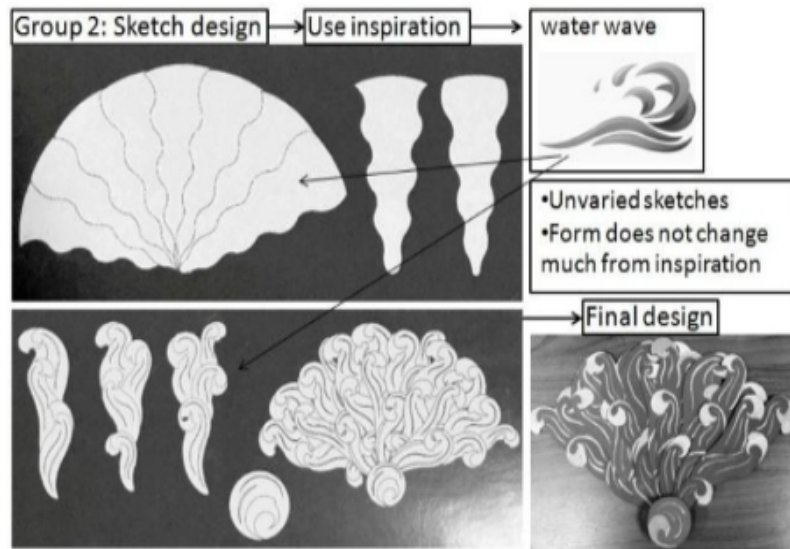 Group 2: Sketch design
Use inspiration
water wave
•Unvaried sketches
•Form does not change
much from inspiration
Final design